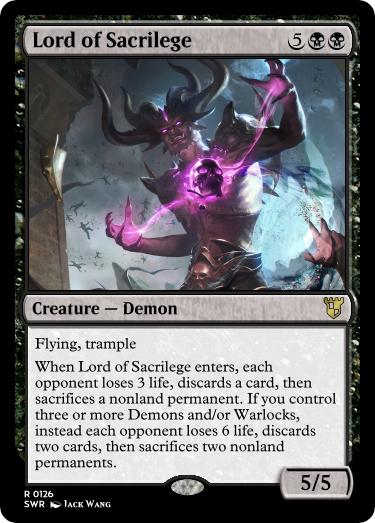 Lord of Sacrilege 5
Creature — Demon
Flying, trample
When Lord of Sacrilege enters, each
opponent loses 3 life, discards a card, then
sacrifices a nonland permanent. If you control
three or more Demons and/or Warlocks,
instead each opponent loses 6 life, discards
two cards, then sacrifices two nonland
permanents.
5/5
R 0126
SWR Jack Wang